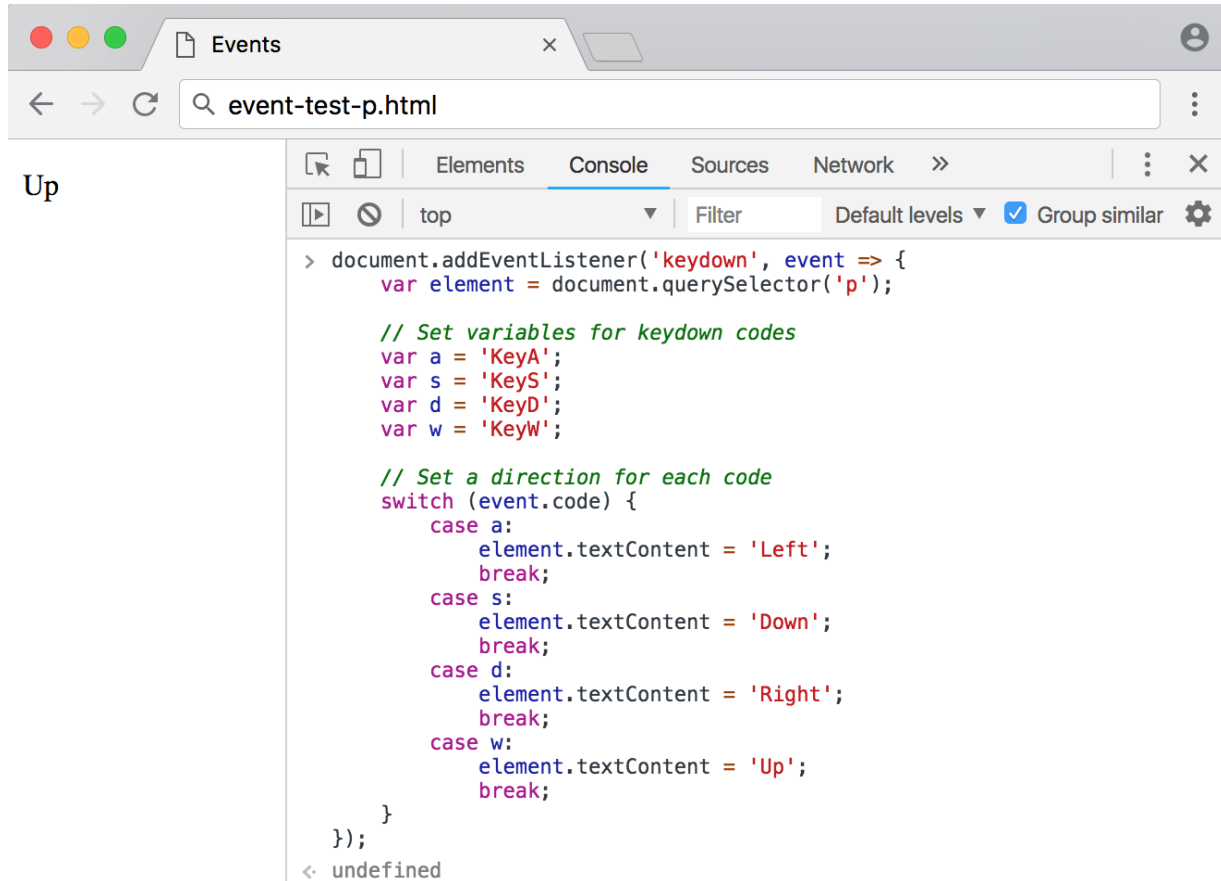 Events
event-test-p.html
Up
Elements Console Sources Network
top Filter Default levels Group similar
document.addEventListener('keydown', event => {
    var element = document.querySelector('p');

    // Set variables for keydown codes
    var a = 'KeyA';
    var s = 'KeyS';
    var d = 'KeyD';
    var w = 'KeyW';

    // Set a direction for each code
    switch (event.code) {
        case a:
            element.textContent = 'Left';
            break;
        case s:
            element.textContent = 'Down';
            break;
        case d:
            element.textContent = 'Right';
            break;
        case w:
            element.textContent = 'Up';
            break;
    }
});
undefined